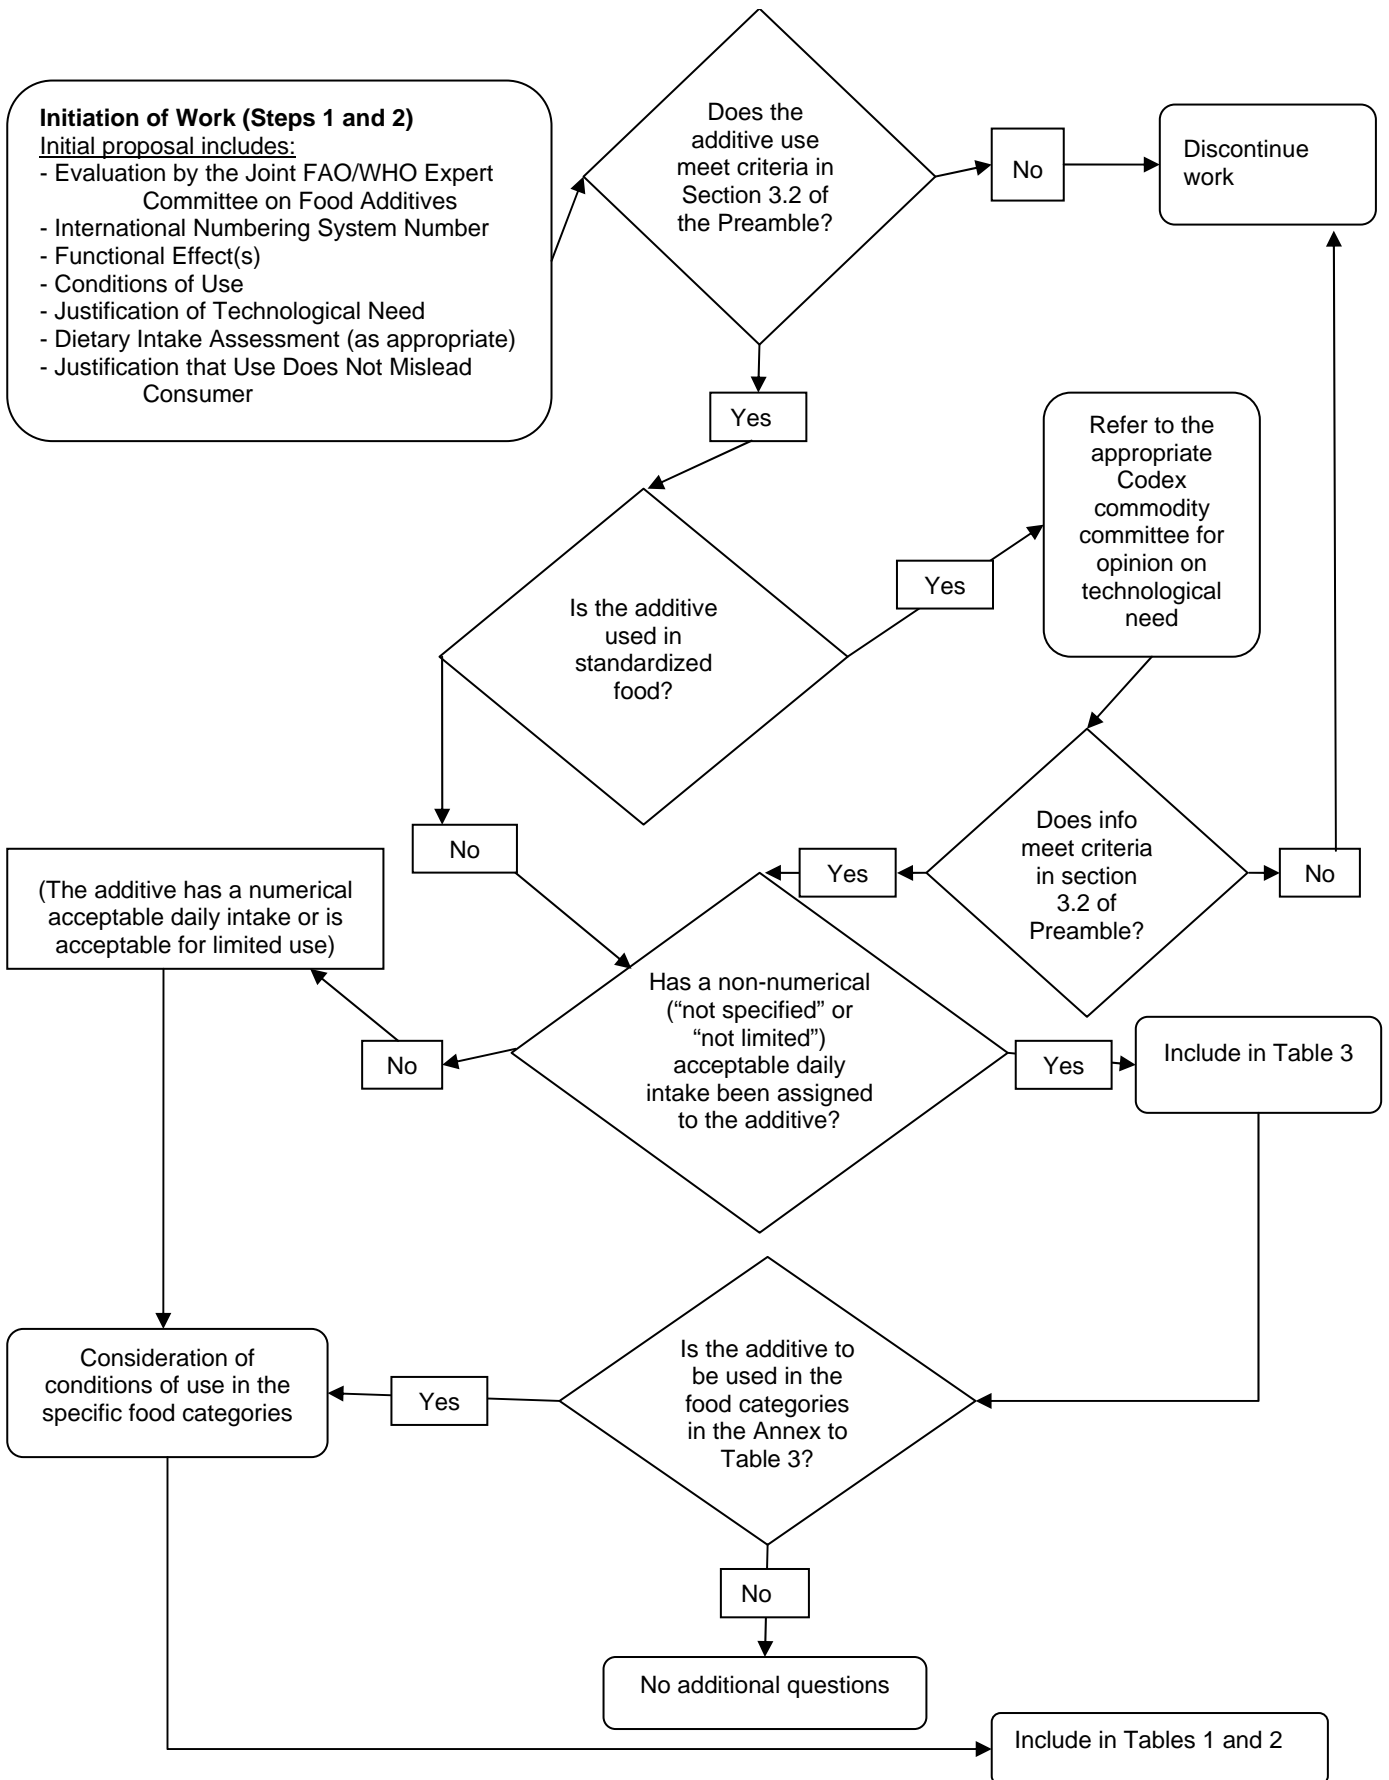 Initiation of Work (Steps 1 and 2)
Initial proposal includes:
- Evaluation by the Joint FAO/WHO Expert
Committee on Food Additives
- International Numbering System Number
- Functional Effect(s)
- Conditions of Use
- Justification of Technological Need
- Dietary Intake Assessment (as appropriate)
- Justification that Use Does Not Mislead
Consumer
Does the
additive use
meet criteria in
Section 3.2 of
the Preamble?
No
Discontinue
work
Yes
Is the additive
used in
standardized
food?
Yes
Refer to the
appropriate
Codex
commodity
committee for
opinion on
technological
need
No
Does info
meet criteria
in section
3.2 of
Preamble?
Yes
No
(The additive has a numerical
acceptable daily intake or is
acceptable for limited use)
Has a non-numerical
(“not specified” or
“not limited”)
acceptable daily
intake been assigned
to the additive?
No
Yes
Include in Table 3
Consideration of
conditions of use in the
specific food categories
Yes
Is the additive to
be used in the
food categories
in the Annex to
Table 3?
No
No additional questions
Include in Tables 1 and 2